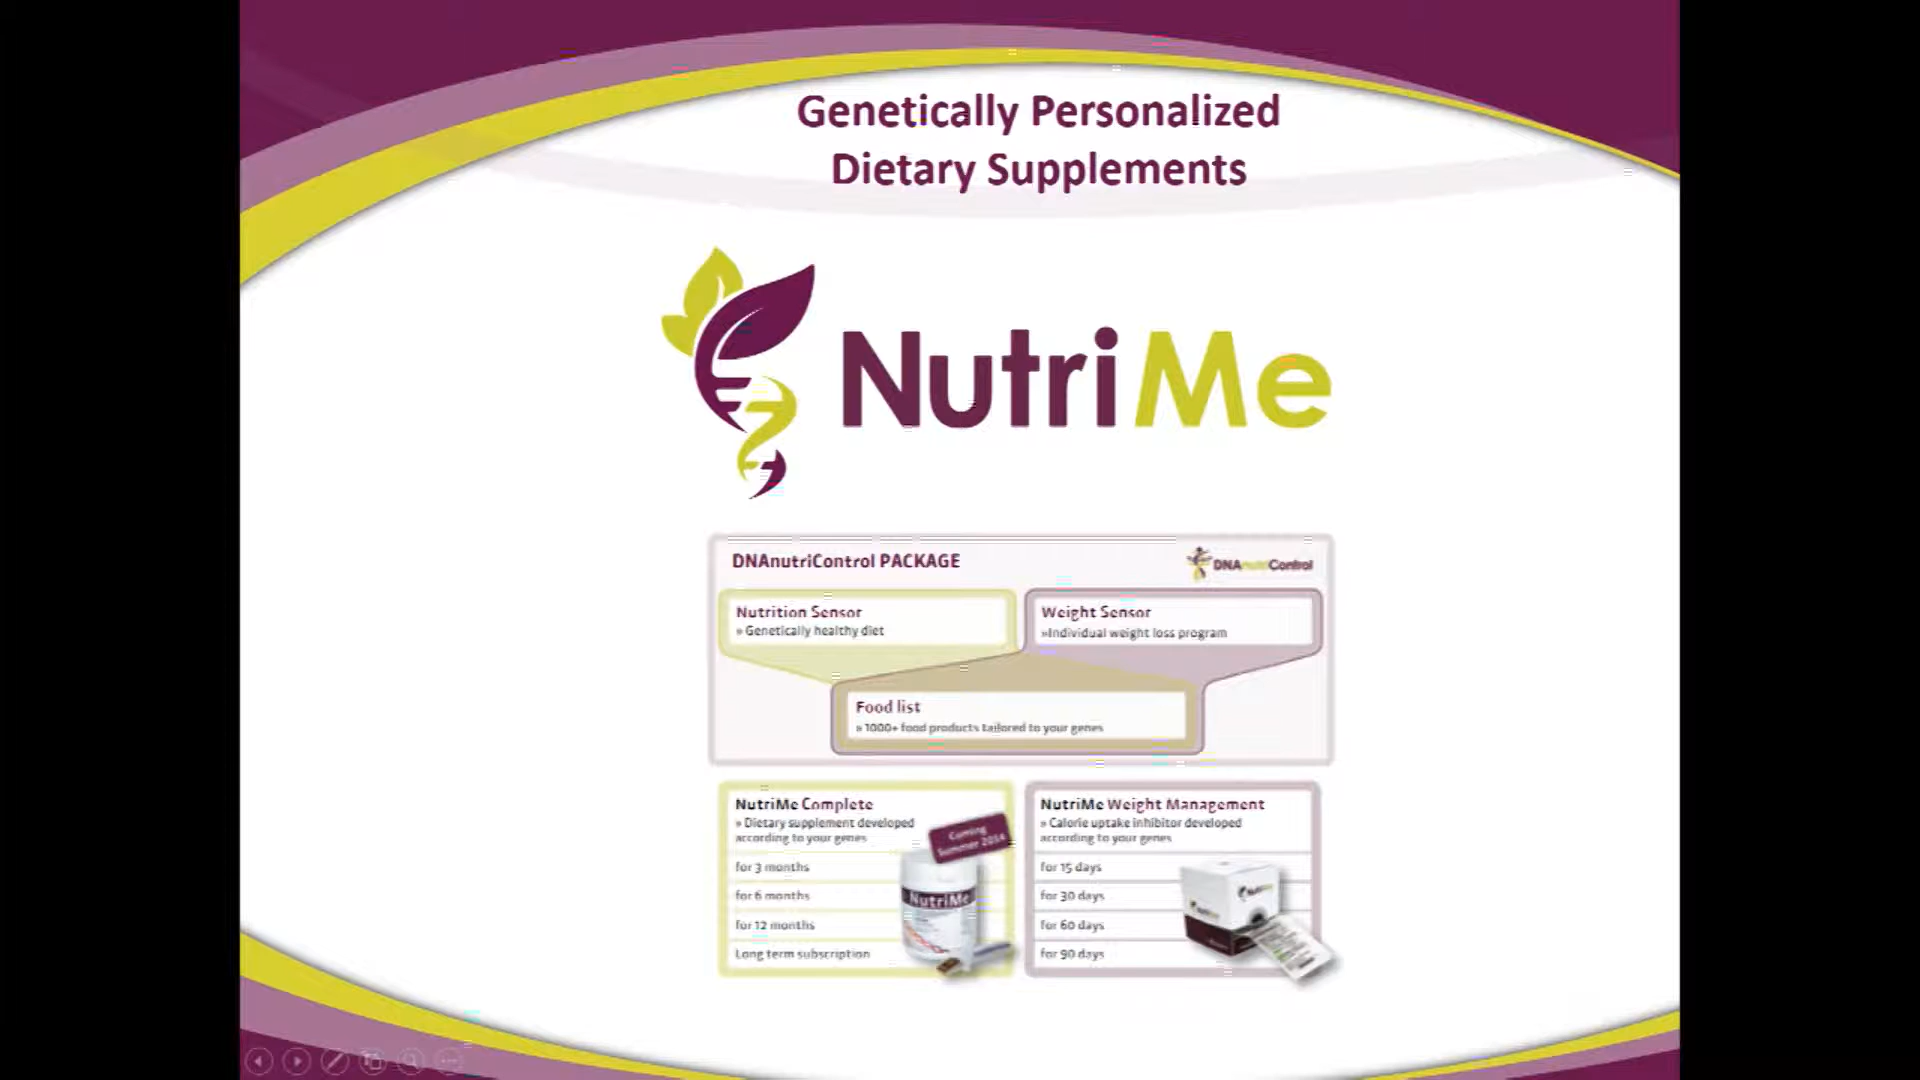 Genetically Personalized
Dietary Supplements
NutriMe
DNAnutriControl PACKAGE
DNAnutriControl
Nutrition Sensor
» Genetically healthy diet
Weight Sensor
»Individual weight loss program
Food list
» 1000+ food products tailored to your genes
NutriMe Complete
» Dietary supplement developed
according to your genes
Coming
Summer 2014
for 3 months
for 6 months
for 12 months
Long term subscription
NutriMe
NutriMe Weight Management
» Calorie uptake inhibitor developed
according to your genes
for 15 days
for 30 days
for 60 days
for 90 days
NutriMe